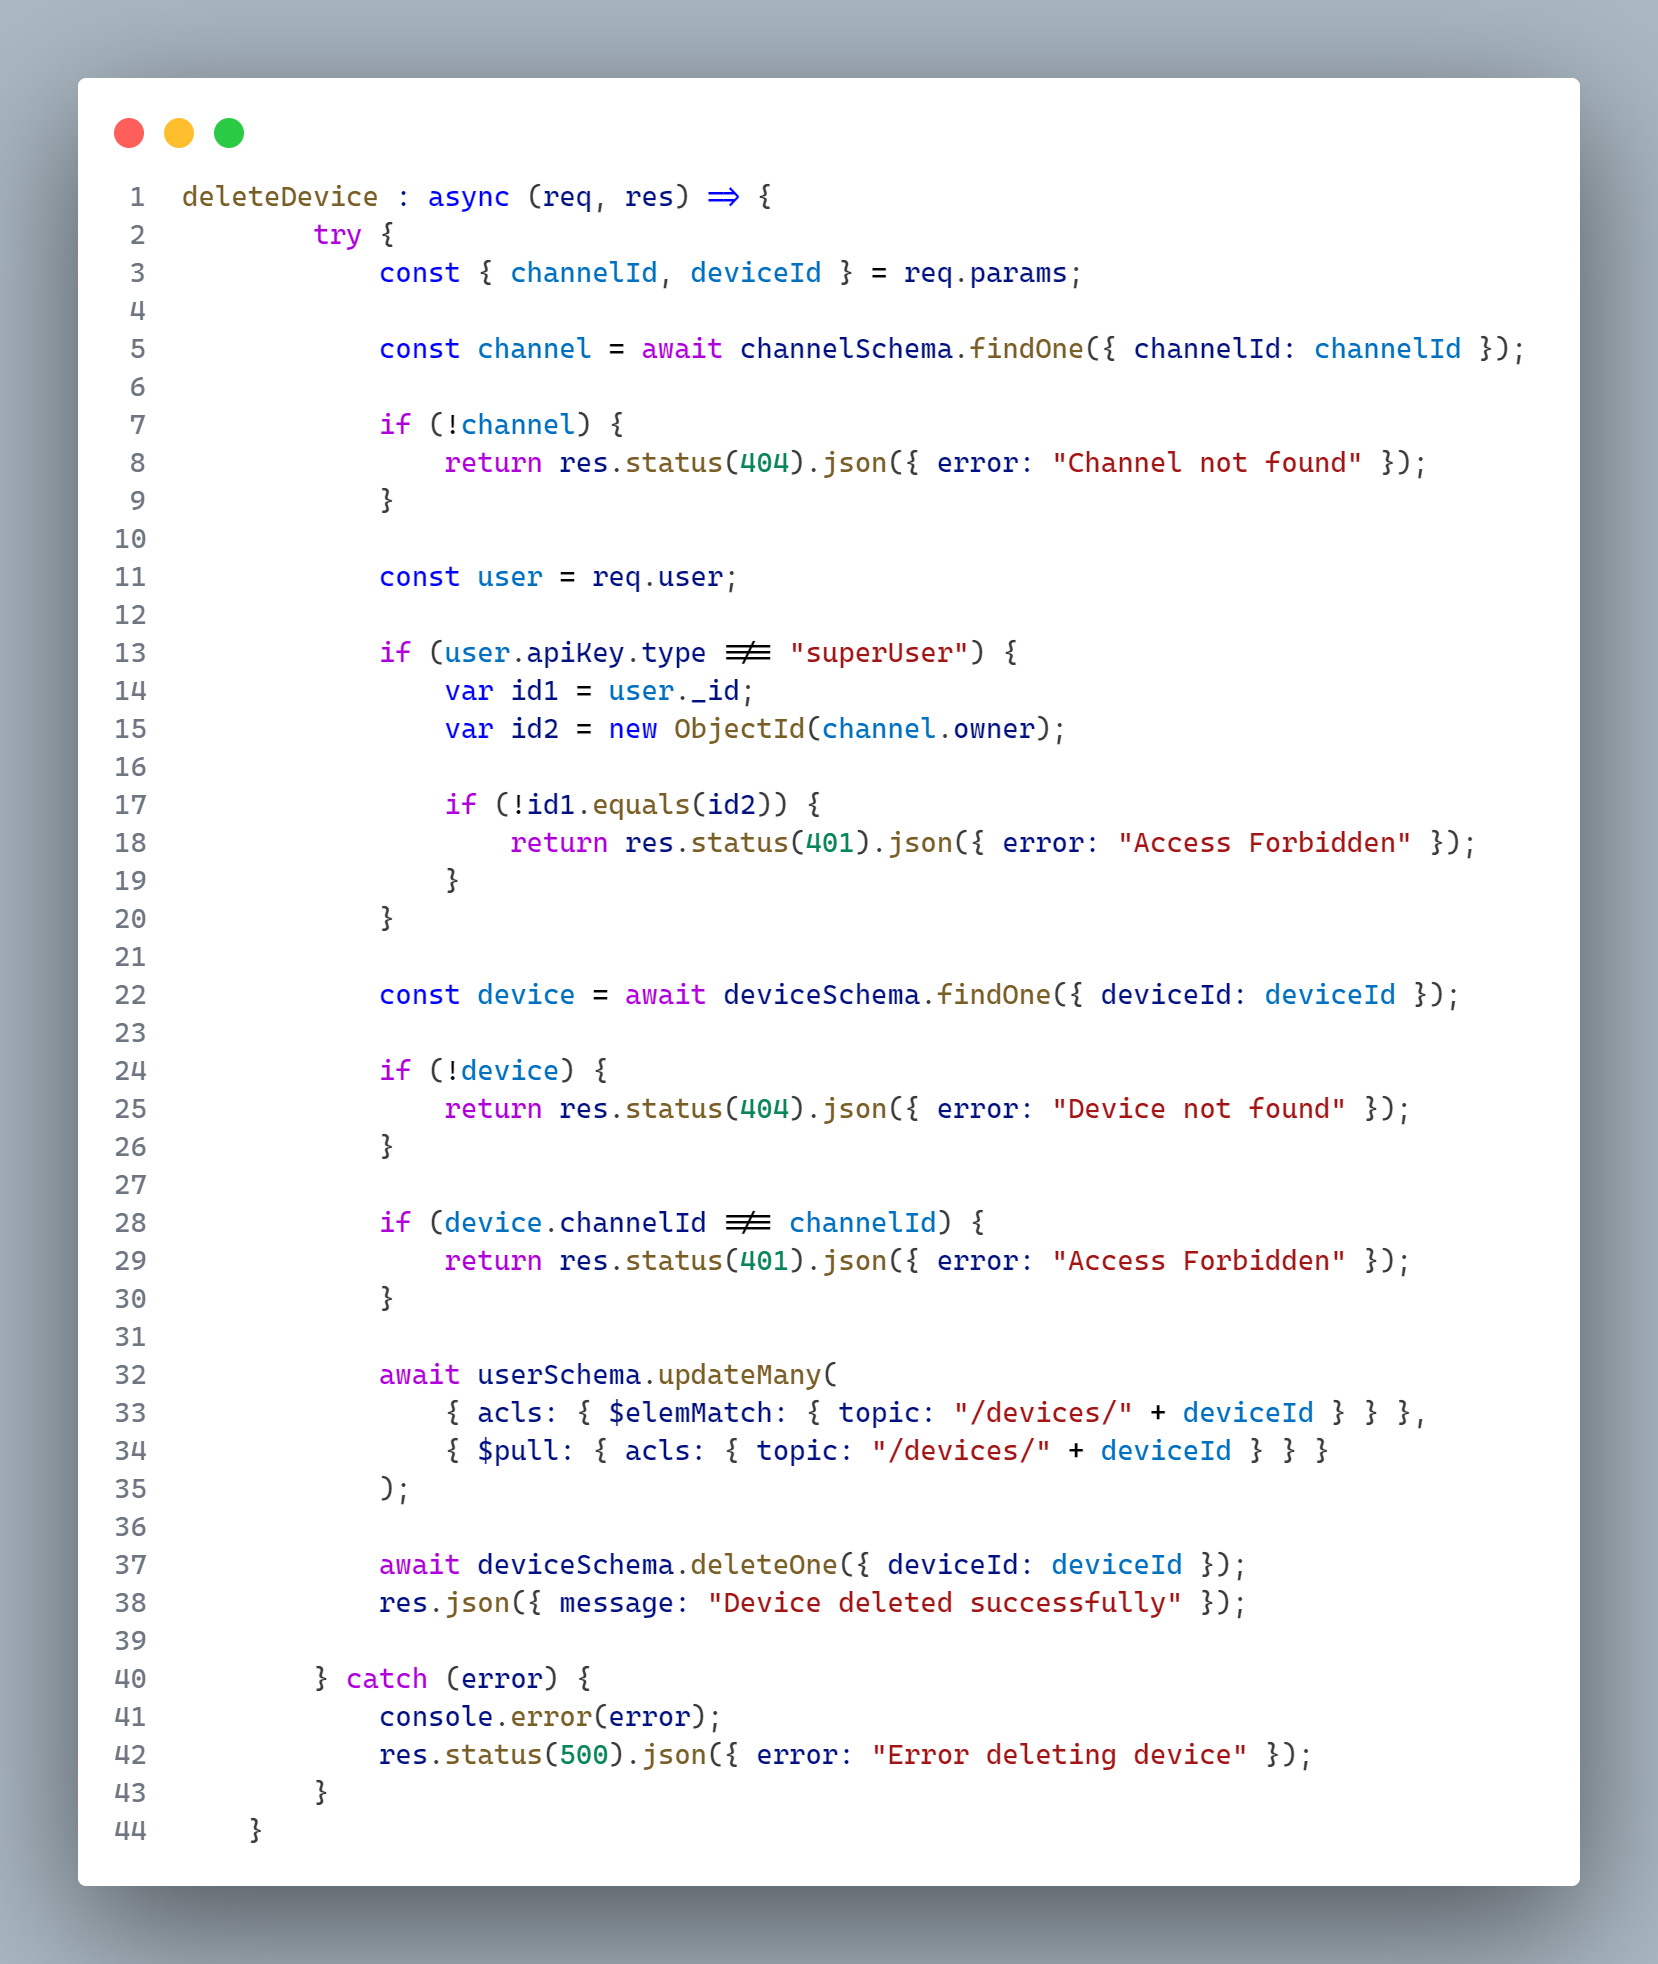 1 deleteDevice : async (req, res) => {
2 try {
3 const { channelId, deviceId } = req.params;
4
5 const channel = await channelSchema.findOne({ channelId: channelId });
6
7 if (!channel) {
8 return res.status(404).json({ error: "Channel not found" });
9 }
10
11 const user = req.user;
12
13 if (user.apiKey.type !== "superUser") {
14 var id1 = user._id;
15 var id2 = new ObjectId(channel.owner);
16
17 if (!id1.equals(id2)) {
18 return res.status(401).json({ error: "Access Forbidden" });
19 }
20 }
21
22 const device = await deviceSchema.findOne({ deviceId: deviceId });
23
24 if (!device) {
25 return res.status(404).json({ error: "Device not found" });
26 }
27
28 if (device.channelId !== channelId) {
29 return res.status(401).json({ error: "Access Forbidden" });
30 }
31
32 await userSchema.updateMany(
33 { acls: { $elemMatch: { topic: "/devices/" + deviceId } } },
34 { $pull: { acls: { topic: "/devices/" + deviceId } } }
35 );
36
37 await deviceSchema.deleteOne({ deviceId: deviceId });
38 res.json({ message: "Device deleted successfully" });
39
40 } catch (error) {
41 console.error(error);
42 res.status(500).json({ error: "Error deleting device" });
43 }
44 }